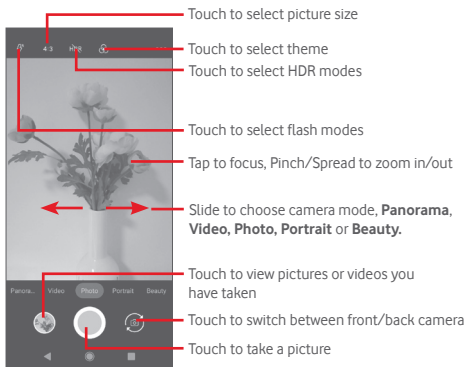 Touch to select picture size
4:3
HDR
Touch to select theme
Touch to select HDR modes
Touch to select flash modes
Tap to focus, Pinch/Spread to zoom in/out
Slide to choose camera mode, Panorama,
Video, Photo, Portrait or Beauty.
Touch to view pictures or videos you
have taken
Panora... Video Photo Portrait Beauty
Touch to switch between front/back camera
Touch to take a picture